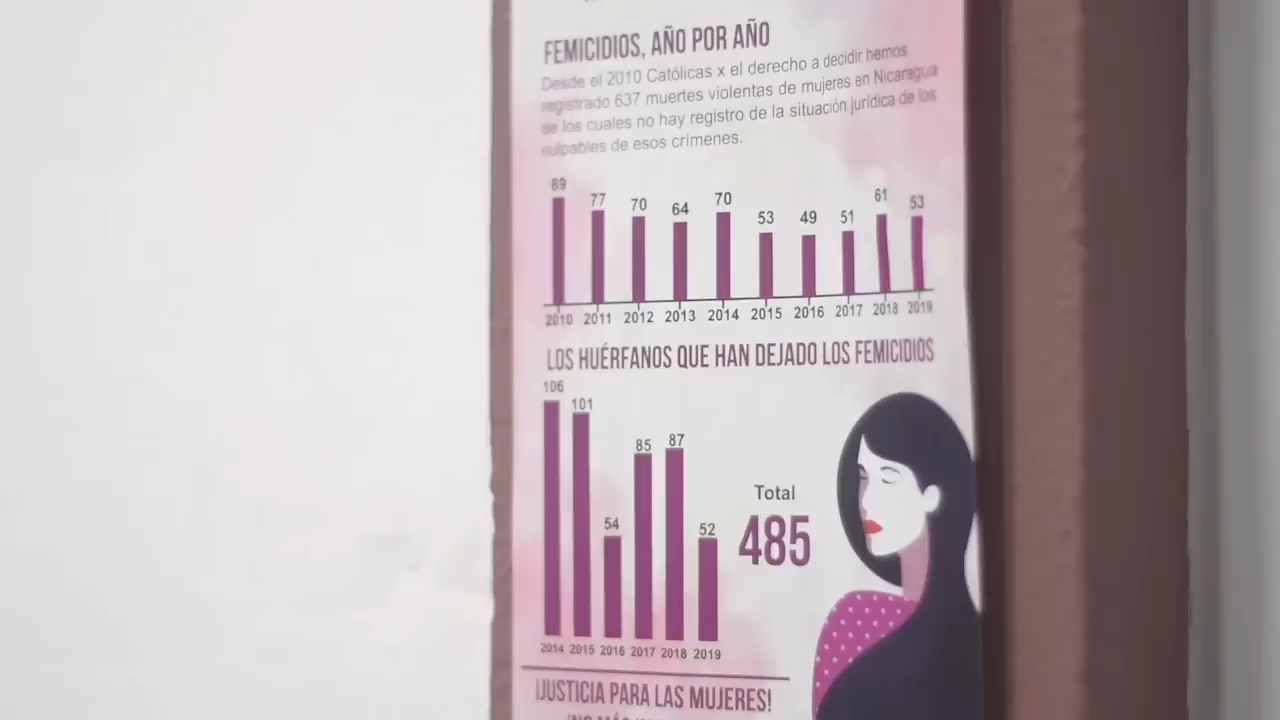 FEMICIDIOS, AÑO POR AÑO
Desde el 2010 Católicas x el derecho a decidir hemos
registrado 637 muertes violentas de mujeres en Nicaragua
de los cuales no hay registro de la situación jurídica de los
culpables de esos crímenes.
89 77 70 64 70 53 49 51 61 53
2010 2011 2012 2013 2014 2015 2016 2017 2018 2019
LOS HUÉRFANOS QUE HAN DEJADO LOS FEMICIDIOS
106 101 54 85 87 52
Total
485
2014 2015 2016 2017 2018 2019
¡JUSTICIA PARA LAS MUJERES!